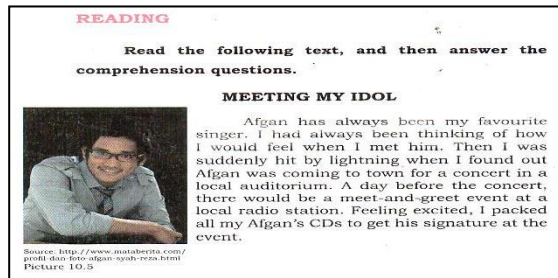 READING
Read the following text, and then answer the
comprehension questions.
MEETING MY IDOL
Afgan has always been my favourite
singer. I had always been thinking of how
I would feel when I met him. Then I was
suddenly hit by lightning when I found out
Afgan was coming to town for a concert in a
local auditorium. A day before the concert,
there would be a meet-and-greet event at a
local radio station. Feeling excited, I packed
all my Afgan's CDs to get his signature at the
event.
Source: http://www.mataberita.com/
profil-dan-foto-afgan-syah-reza.html
Picture 10.5